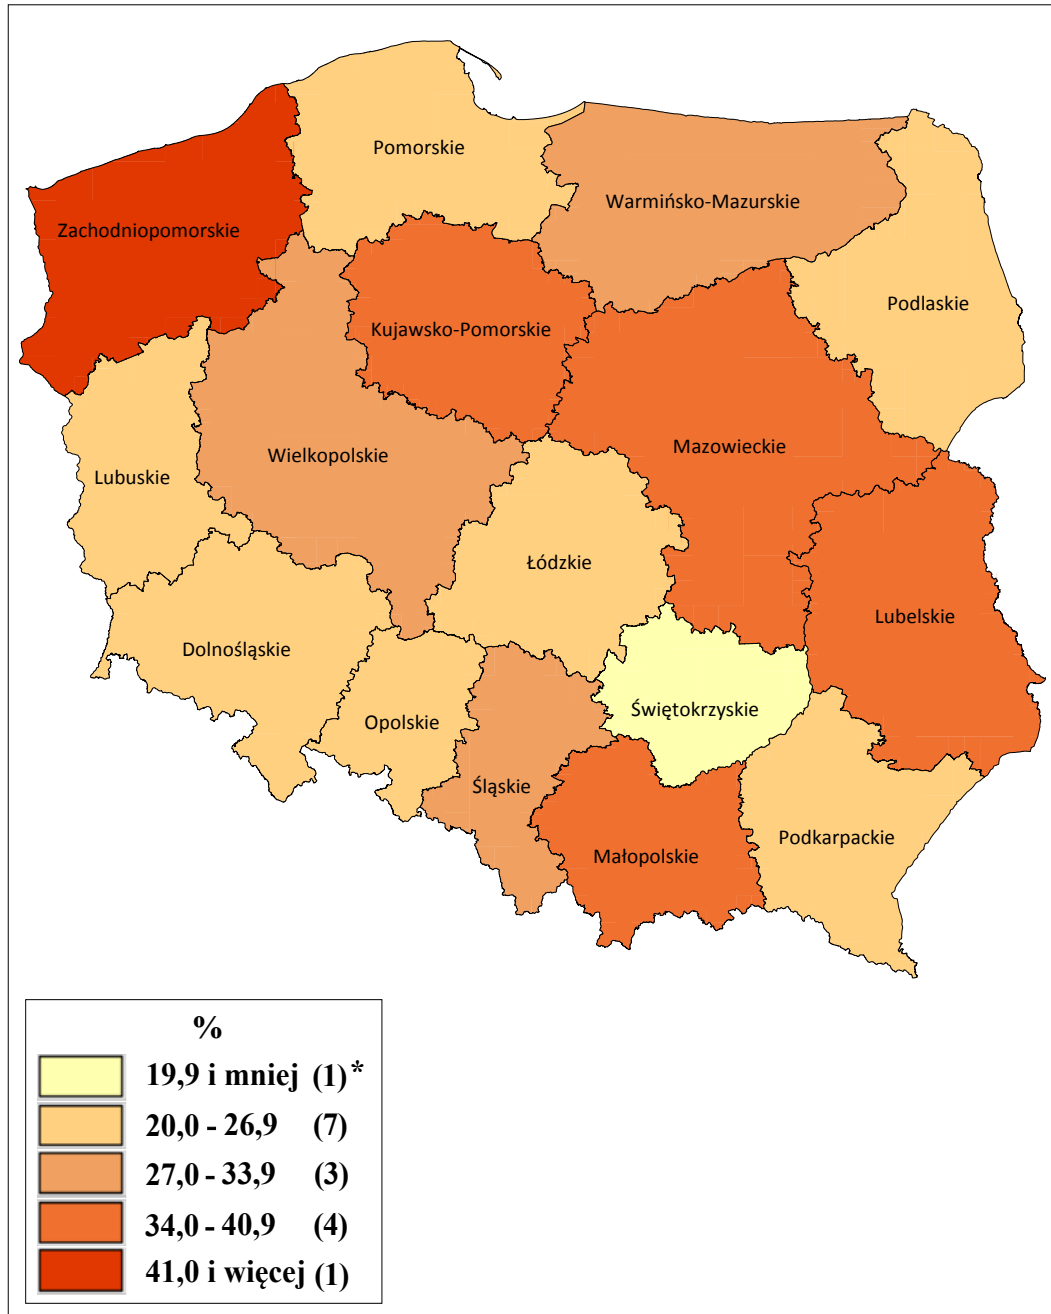 Pomorskie
Warmińsko-Mazurskie
Zachodniopomorskie
Podlaskie
Kujawsko-Pomorskie
Mazowieckie
Wielkopolskie
Lubuskie
Łódzkie
Lubelskie
Dolnośląskie
Świętokrzyskie
Opolskie
Śląskie
Podkarpackie
Małopolskie
%
19,9 i mniej (1)*
20,0 - 26,9 (7)
27,0 - 33,9 (3)
34,0 - 40,9 (4)
41,0 i więcej (1)